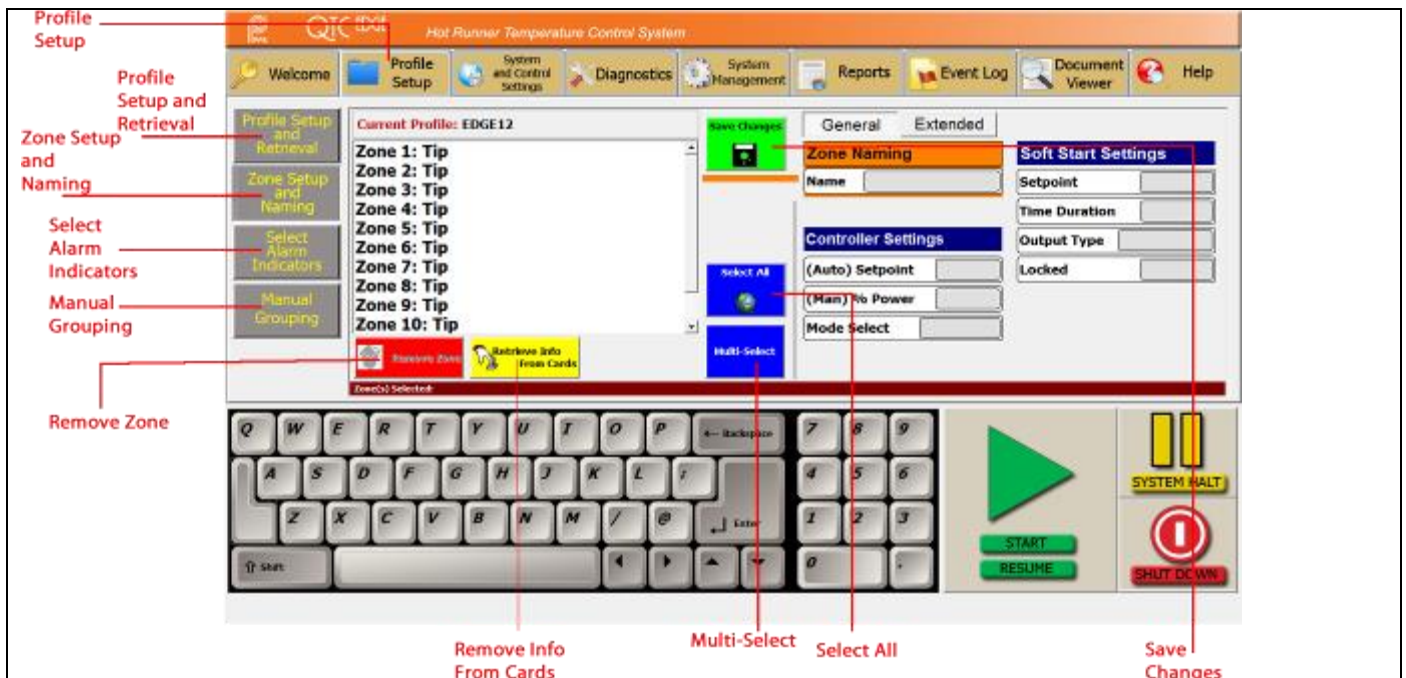 Profile
Setup
QTC EDGE
Hot Runner Temperature Control System
Welcome
Profile
Setup
System
and Control
Settings
Diagnostics
System
Management
Reports
Event Log
Document
Viewer
Help
Profile
Setup and
Retrieval
Zone Setup
and
Naming
Select
Alarm
Indicators
Manual
Grouping
Remove Zone
Profile Setup
and
Retrieval
Zone Setup
and
Naming
Select
Alarm
Indicators
Manual
Grouping
Current Profile: EDGE12
Zone 1: Tip
Zone 2: Tip
Zone 3: Tip
Zone 4: Tip
Zone 5: Tip
Zone 6: Tip
Zone 7: Tip
Zone 8: Tip
Zone 9: Tip
Zone 10: Tip
Remove Zone
Retrieve Info
From Cards
Zone(s) Selected:
Save Changes
Select All
Multi-Select
General
Extended
Zone Naming
Name
Controller Settings
(Auto) Setpoint
(Man) % Power
Mode Select
Soft Start Settings
Setpoint
Time Duration
Output Type
Locked
Q W E R T Y U I O P Backspace 7 8 9
A S D F G H J K L ; 4 5 6
Z X C V B N M / @ Enter 1 2 3
Shift 0 .
START
RESUME
SYSTEM HALT
SHUT DOWN
Remove Info
From Cards
Multi-Select
Select All
Save
Changes